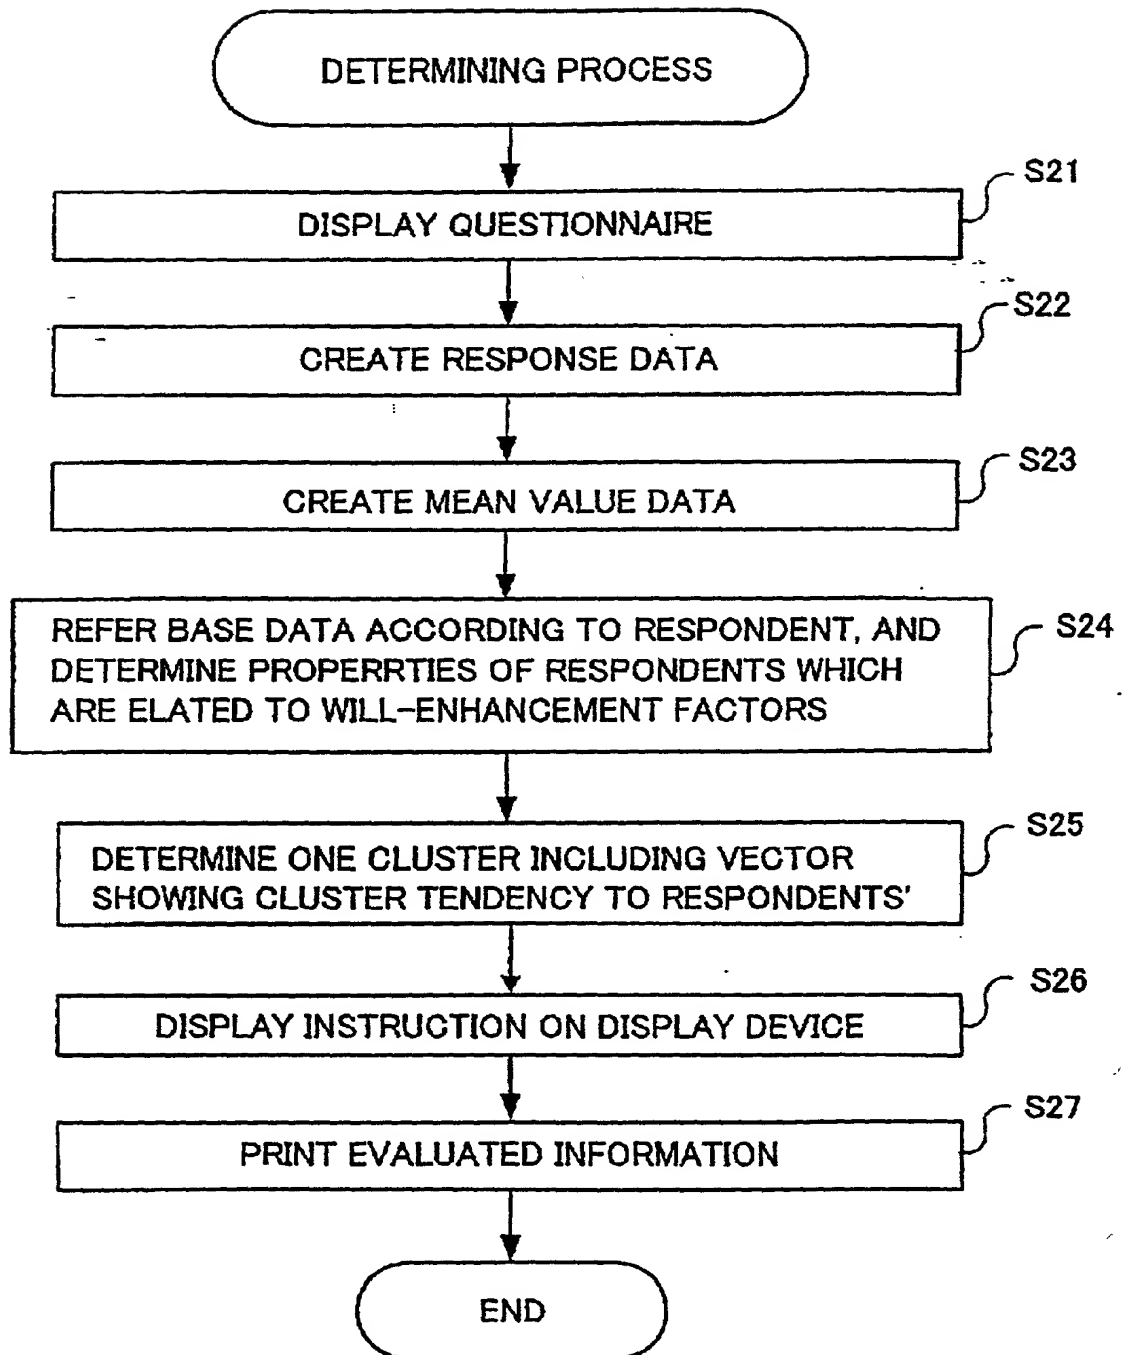 DETERMINING PROCESS
S21
DISPLAY QUESTIONNAIRE
S22
CREATE RESPONSE DATA
S23
CREATE MEAN VALUE DATA
S24
REFER BASE DATA ACCORDING TO RESPONDENT, AND
DETERMINE PROPERRTIES OF RESPONDENTS WHICH
ARE ELATED TO WILL-ENHANCEMENT FACTORS
S25
DETERMINE ONE CLUSTER INCLUDING VECTOR
SHOWING CLUSTER TENDENCY TO RESPONDENTS'
S26
DISPLAY INSTRUCTION ON DISPLAY DEVICE
S27
PRINT EVALUATED INFORMATION
END